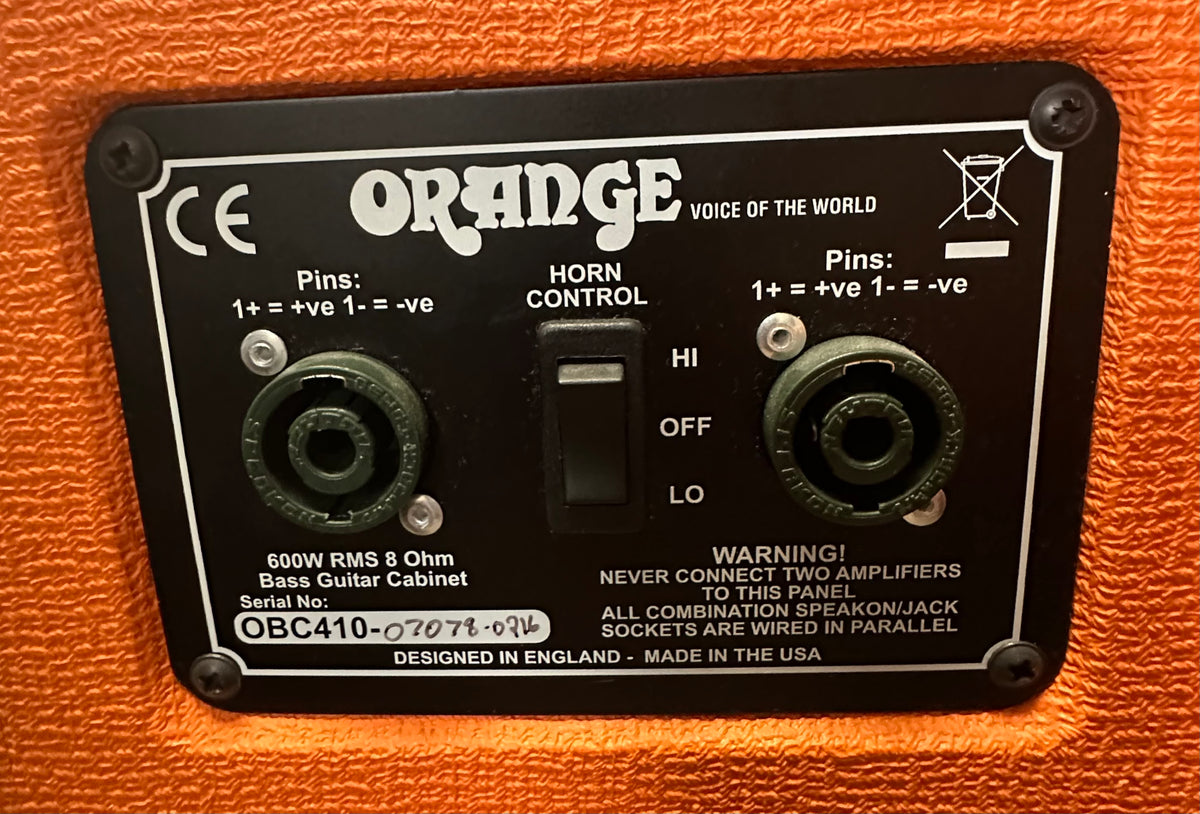 CE
ORANGE VOICE OF THE WORLD
Pins:
1+ = +ve 1- = -ve
HORN
CONTROL
Pins:
1+ = +ve 1- = -ve
HI
OFF
LO
600W RMS 8 Ohm
Bass Guitar Cabinet
Serial No:
OBC410-03078-0716
WARNING!
NEVER CONNECT TWO AMPLIFIERS
TO THIS PANEL
ALL COMBINATION SPEAKON/JACK
SOCKETS ARE WIRED IN PARALLEL
DESIGNED IN ENGLAND - MADE IN THE USA